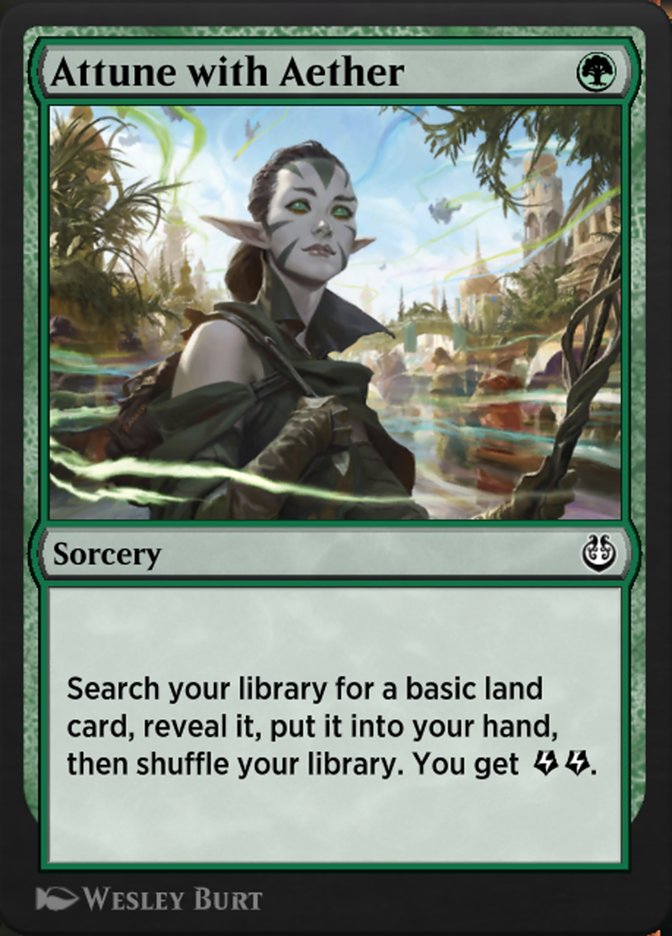 Attune with Aether
Sorcery
Search your library for a basic land
card, reveal it, put it into your hand,
then shuffle your library. You get .
Wesley Burt